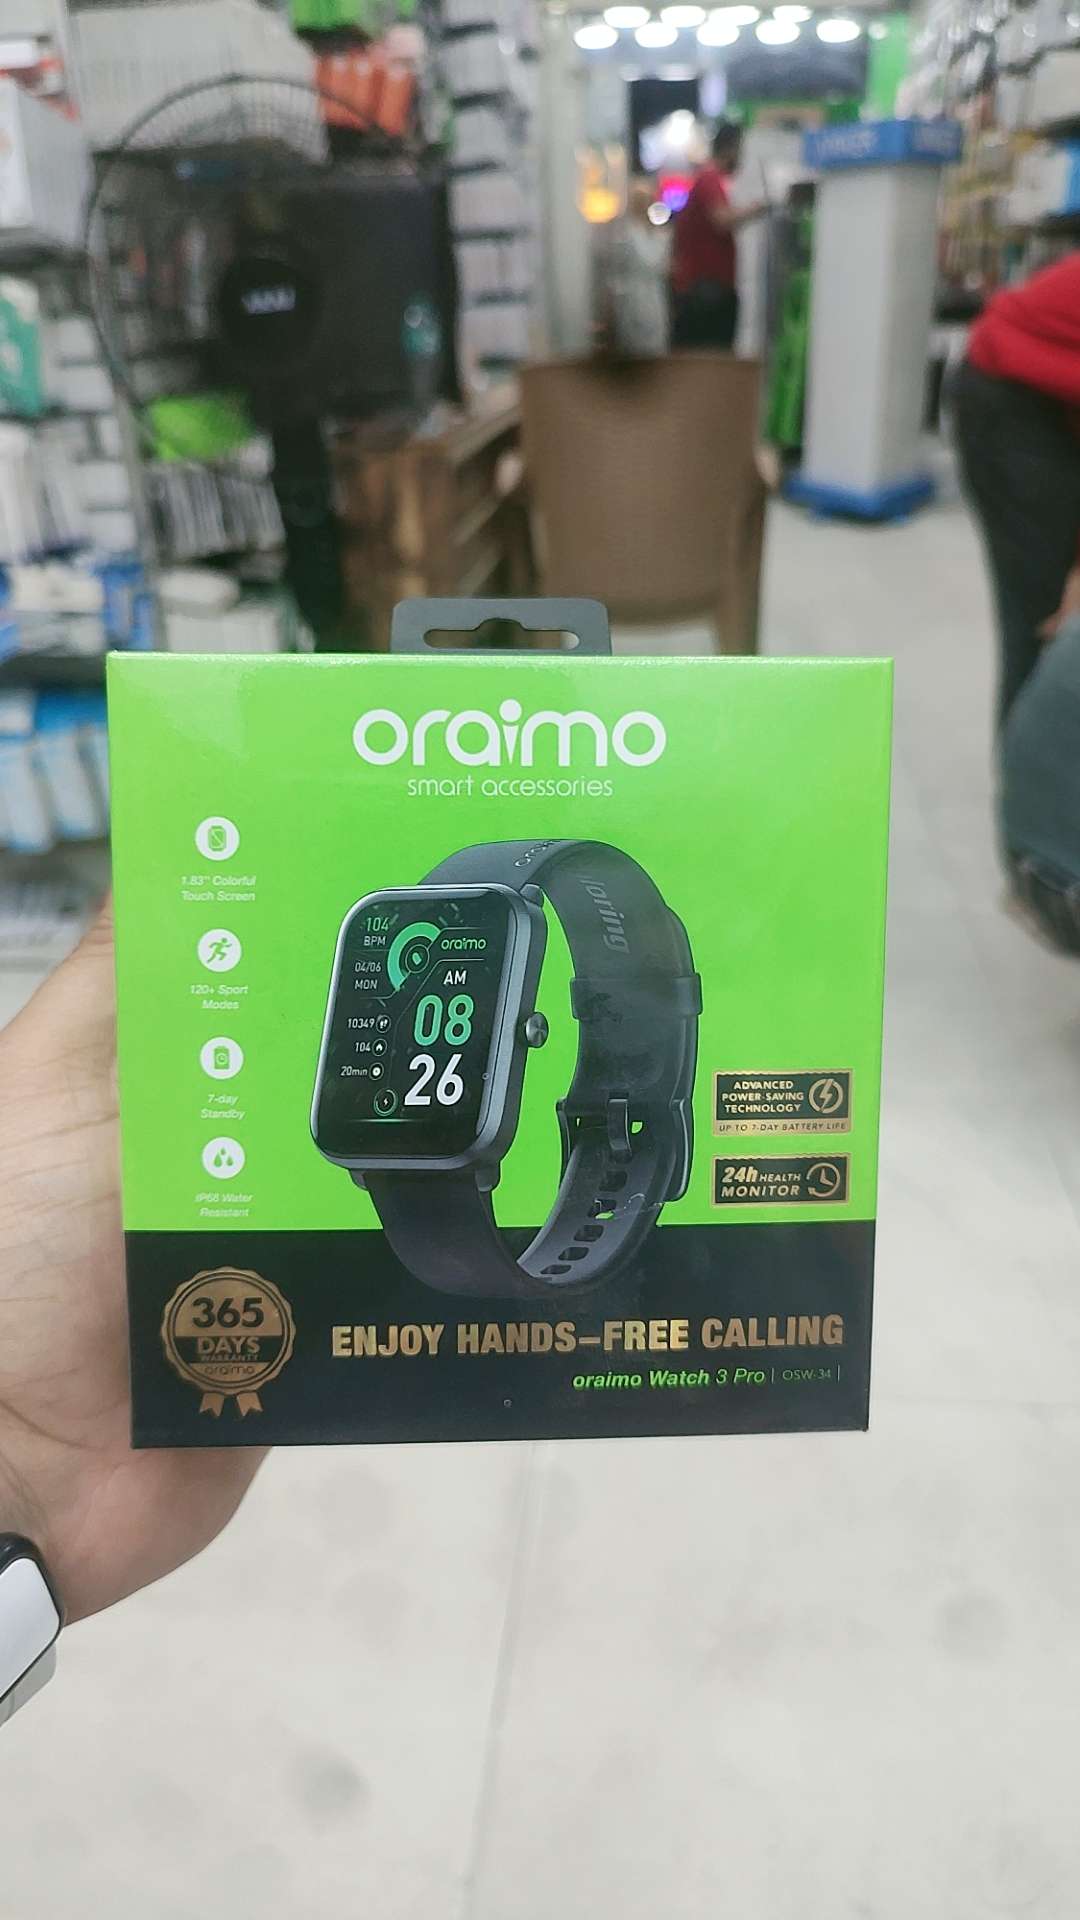 oraimo
smart accessories
1.83" Colorful
Touch Screen
120+ Sport
Modes
7-day
Standby
IP68 Water
Resistant
oraimo
104
BPM
oraimo
04/06
MON
AM
08
26
10349
104
20min
ADVANCED
POWER-SAVING
TECHNOLOGY
UP TO 7-DAY BATTERY LIFE
24h HEALTH
MONITOR
365
DAYS
WARRANTY
oraimo
ENJOY HANDS-FREE CALLING
oraimo Watch 3 Pro | OSW-34 |